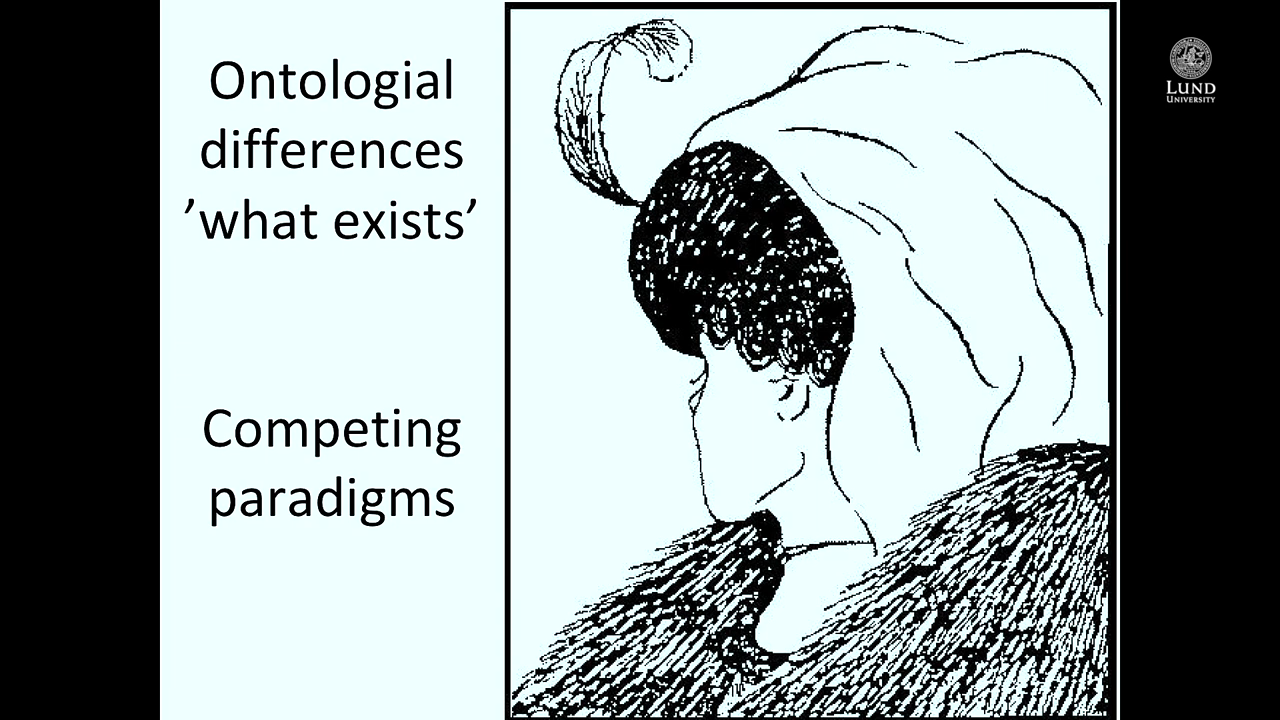 Ontologial
differences
’what exists’
Competing
paradigms
LUND
UNIVERSITY